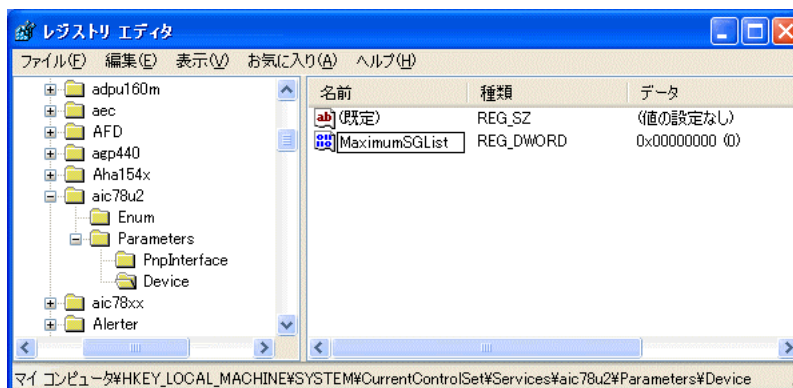 レジストリ エディタ
ファイル(F) 編集(E) 表示(V) お気に入り(A) ヘルプ(H)
adpu160m
aec
AFD
agp440
Aha154x
aic78u2
Enum
Parameters
PnpInterface
Device
aic78xx
Alerter
名前 種類 データ
ab (既定) REG_SZ (値の設定なし)
MaximumSGList REG_DWORD 0x00000000 (0)
マイ コンピュータ¥HKEY_LOCAL_MACHINE¥SYSTEM¥CurrentControlSet¥Services¥aic78u2¥Parameters¥Device